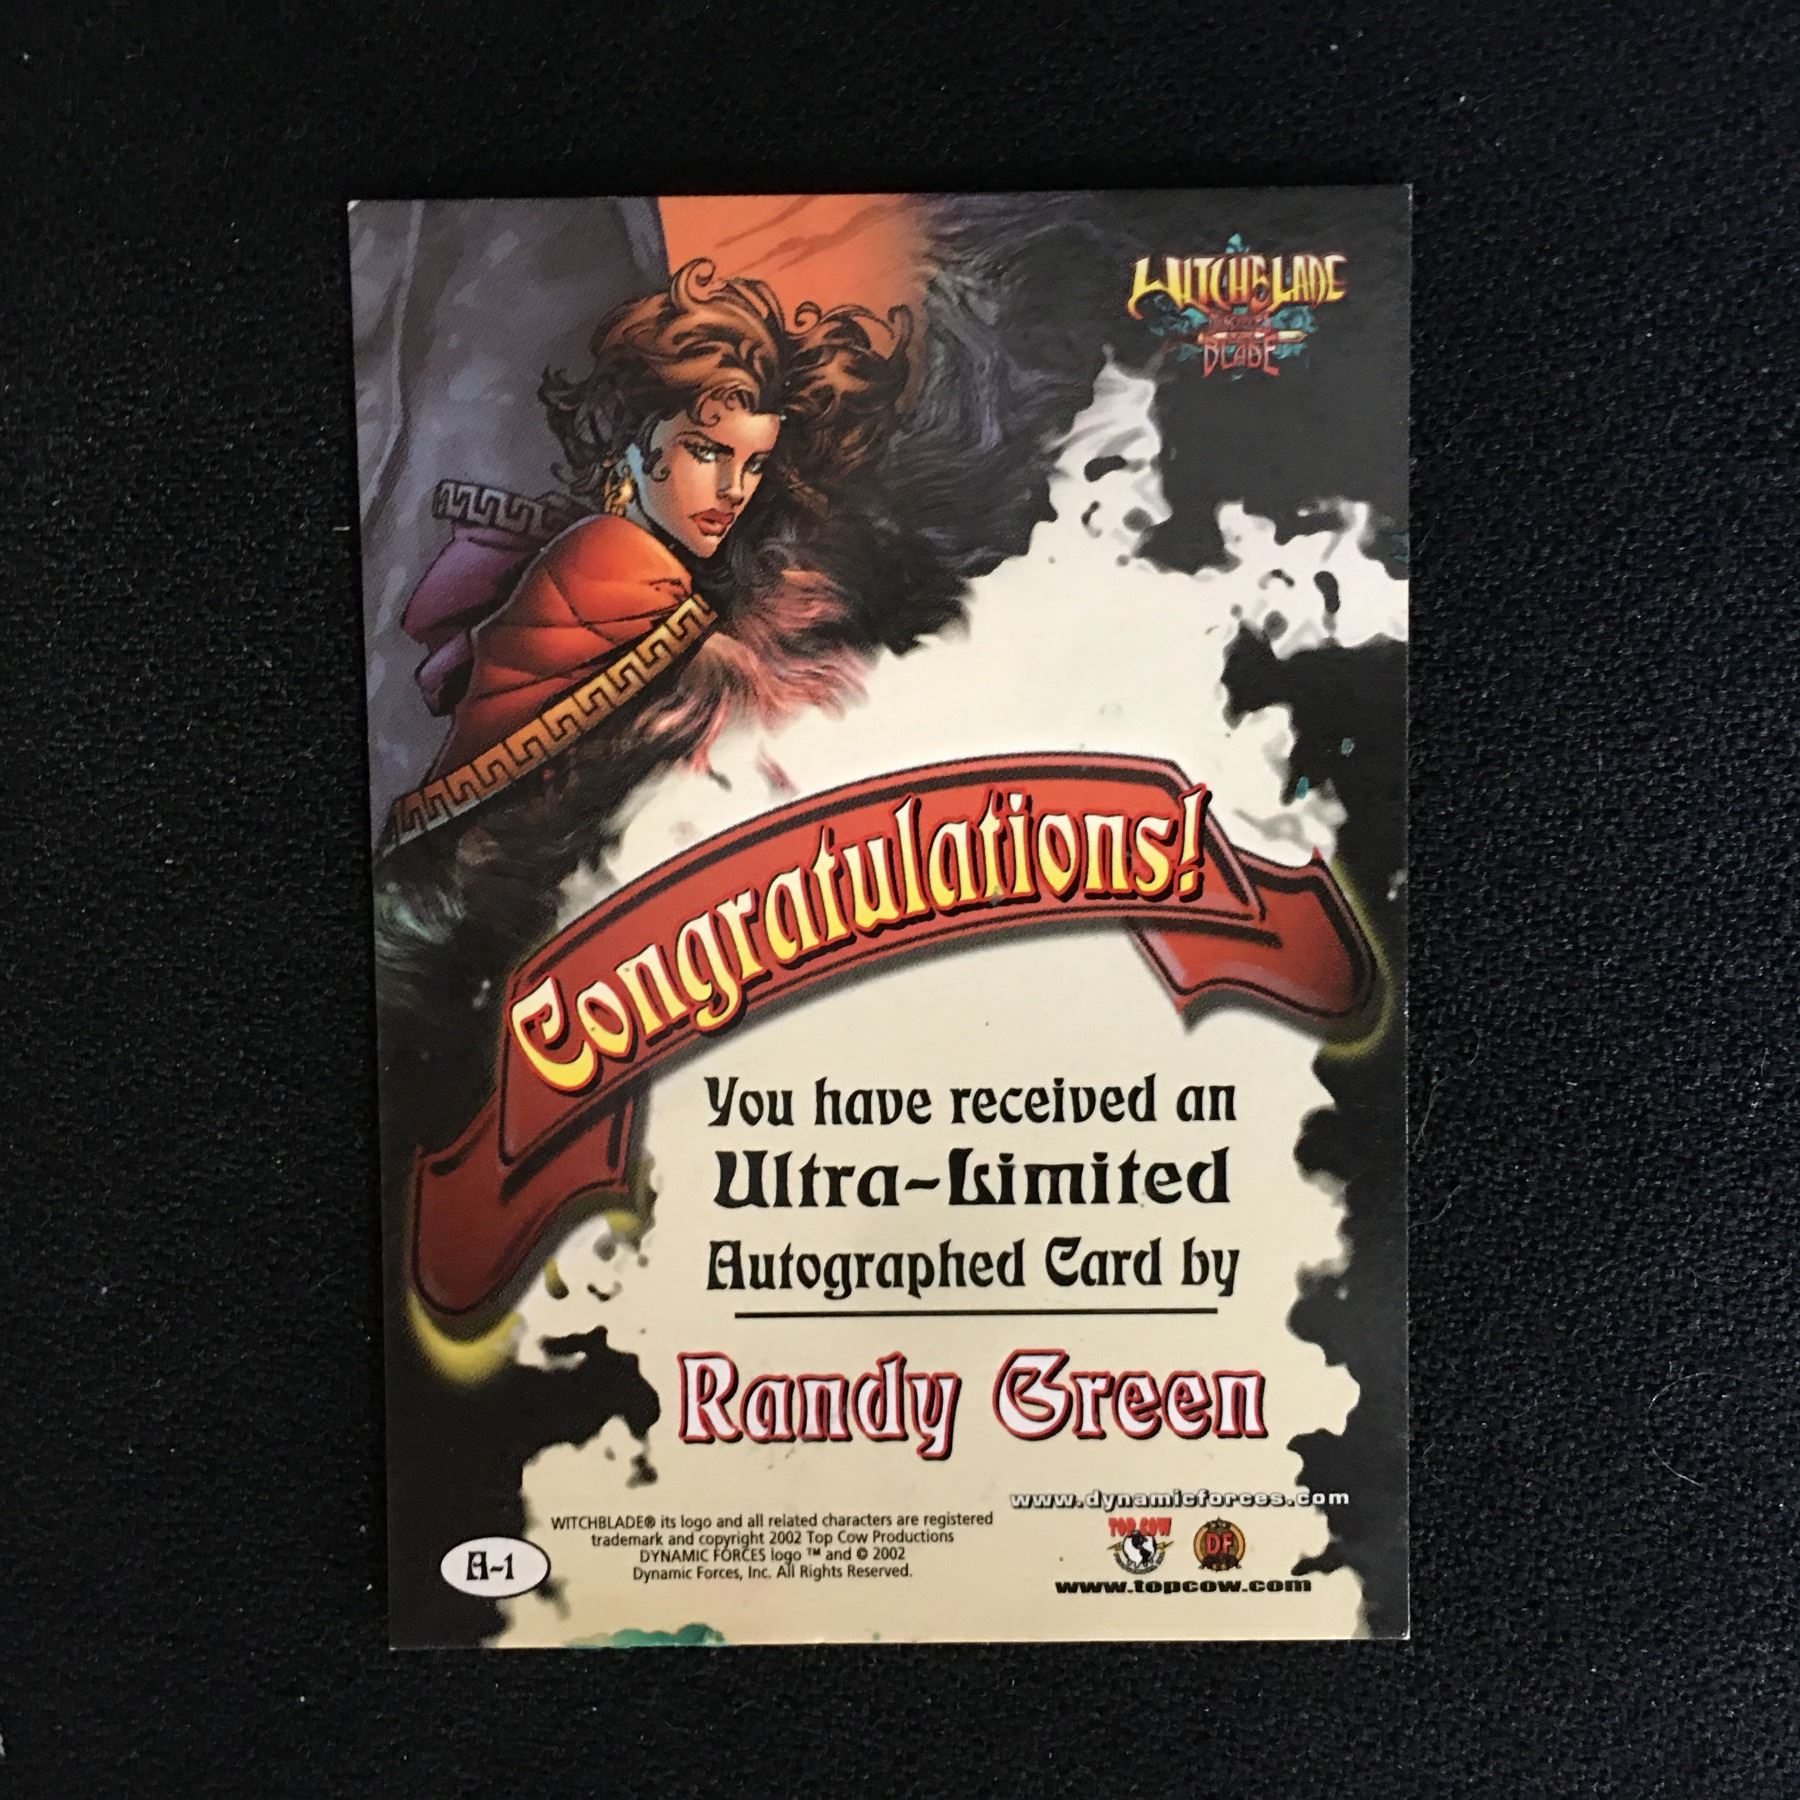 WITCHBLADE
BLADE
Congratulations!
You have received an
Ultra-Limited
Autographed Card by
Randy Green
www.dynamicforces.com
WITCHBLADE® its logo and all related characters are registered
trademark and copyright 2002 Top Cow Productions
DYNAMIC FORCES logo ™ and © 2002
Dynamic Forces, Inc. All Rights Reserved.
A-1
TOP COW
DF
www.topcow.com